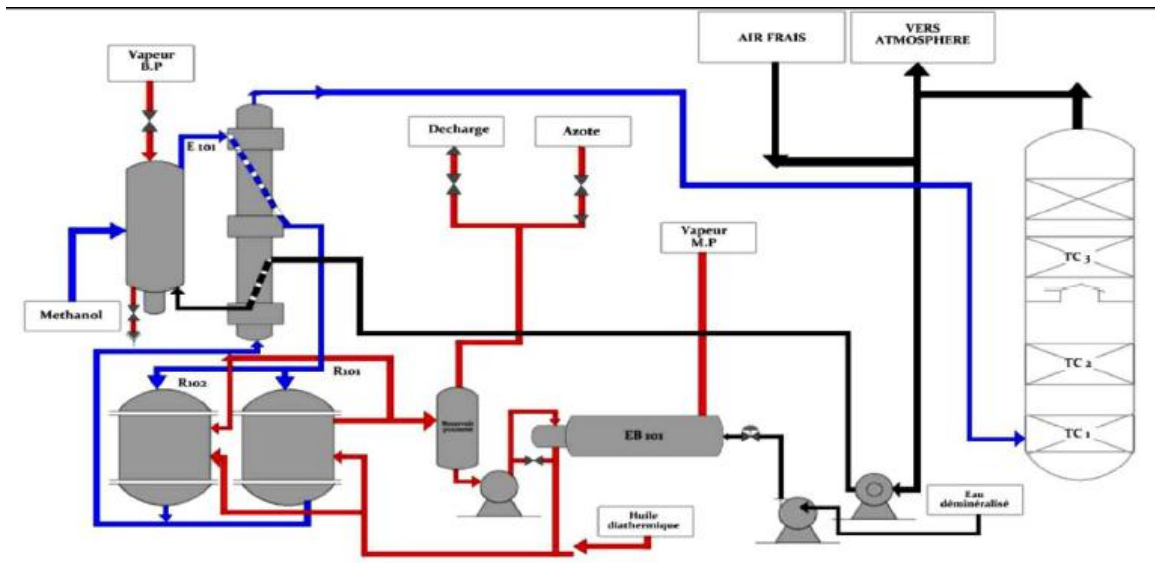 AIR FRAIS
VERS
ATMOSPHERE
Vapeur
B.P
E 101
Decharge
Azote
Vapeur
M.P
TC 3
Methanol
R102
R101
TC 2
EB 101
TC 1
Eau
déminéralisé
Huile
diathermique